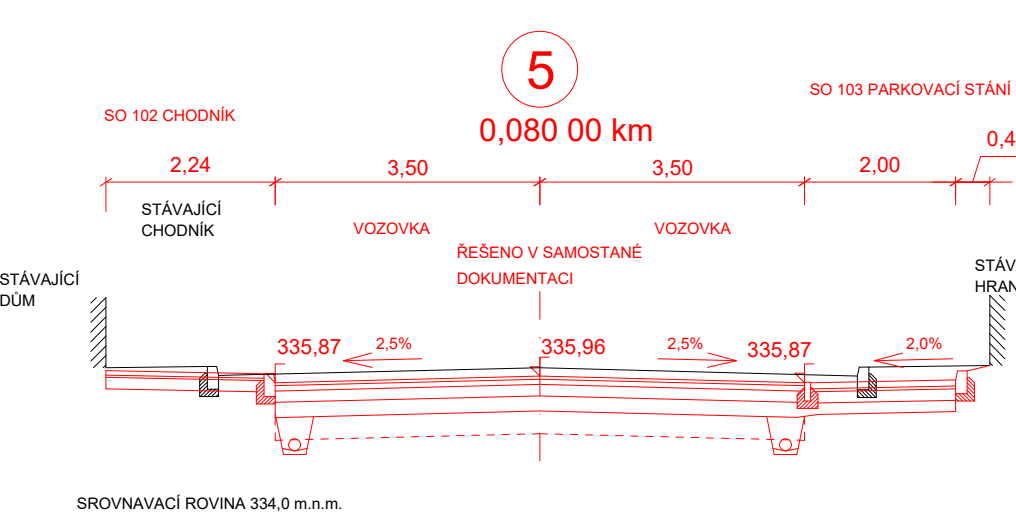 5
SO 103 PARKOVACÍ STÁNÍ
SO 102 CHODNÍK
0,080 00 km
0,4
2,24
3,50
3,50
2,00
STÁVAJÍCÍ
CHODNÍK
VOZOVKA
VOZOVKA
ŘEŠENO V SAMOSTANÉ
DOKUMENTACI
STÁVAJÍCÍ
DŮM
STÁV
HRAN
335,87
2,5%
335,96
2,5%
335,87
2,0%
SROVNAVACÍ ROVINA 334,0 m.n.m.